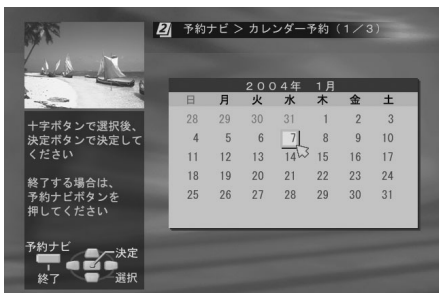 2 予約ナビ > カレンダー予約(1/3)
2004年 1月
日 月 火 水 木 金 土
28 29 30 31 1 2 3
4 5 6 7 8 9 10
11 12 13 14 15 16 17
18 19 20 21 22 23 24
25 26 27 28 29 30 31
十字ボタンで選択後、
決定ボタンで決定して
ください
終了する場合は、
予約ナビボタンを
押してください
予約ナビ
決定
終了
選択